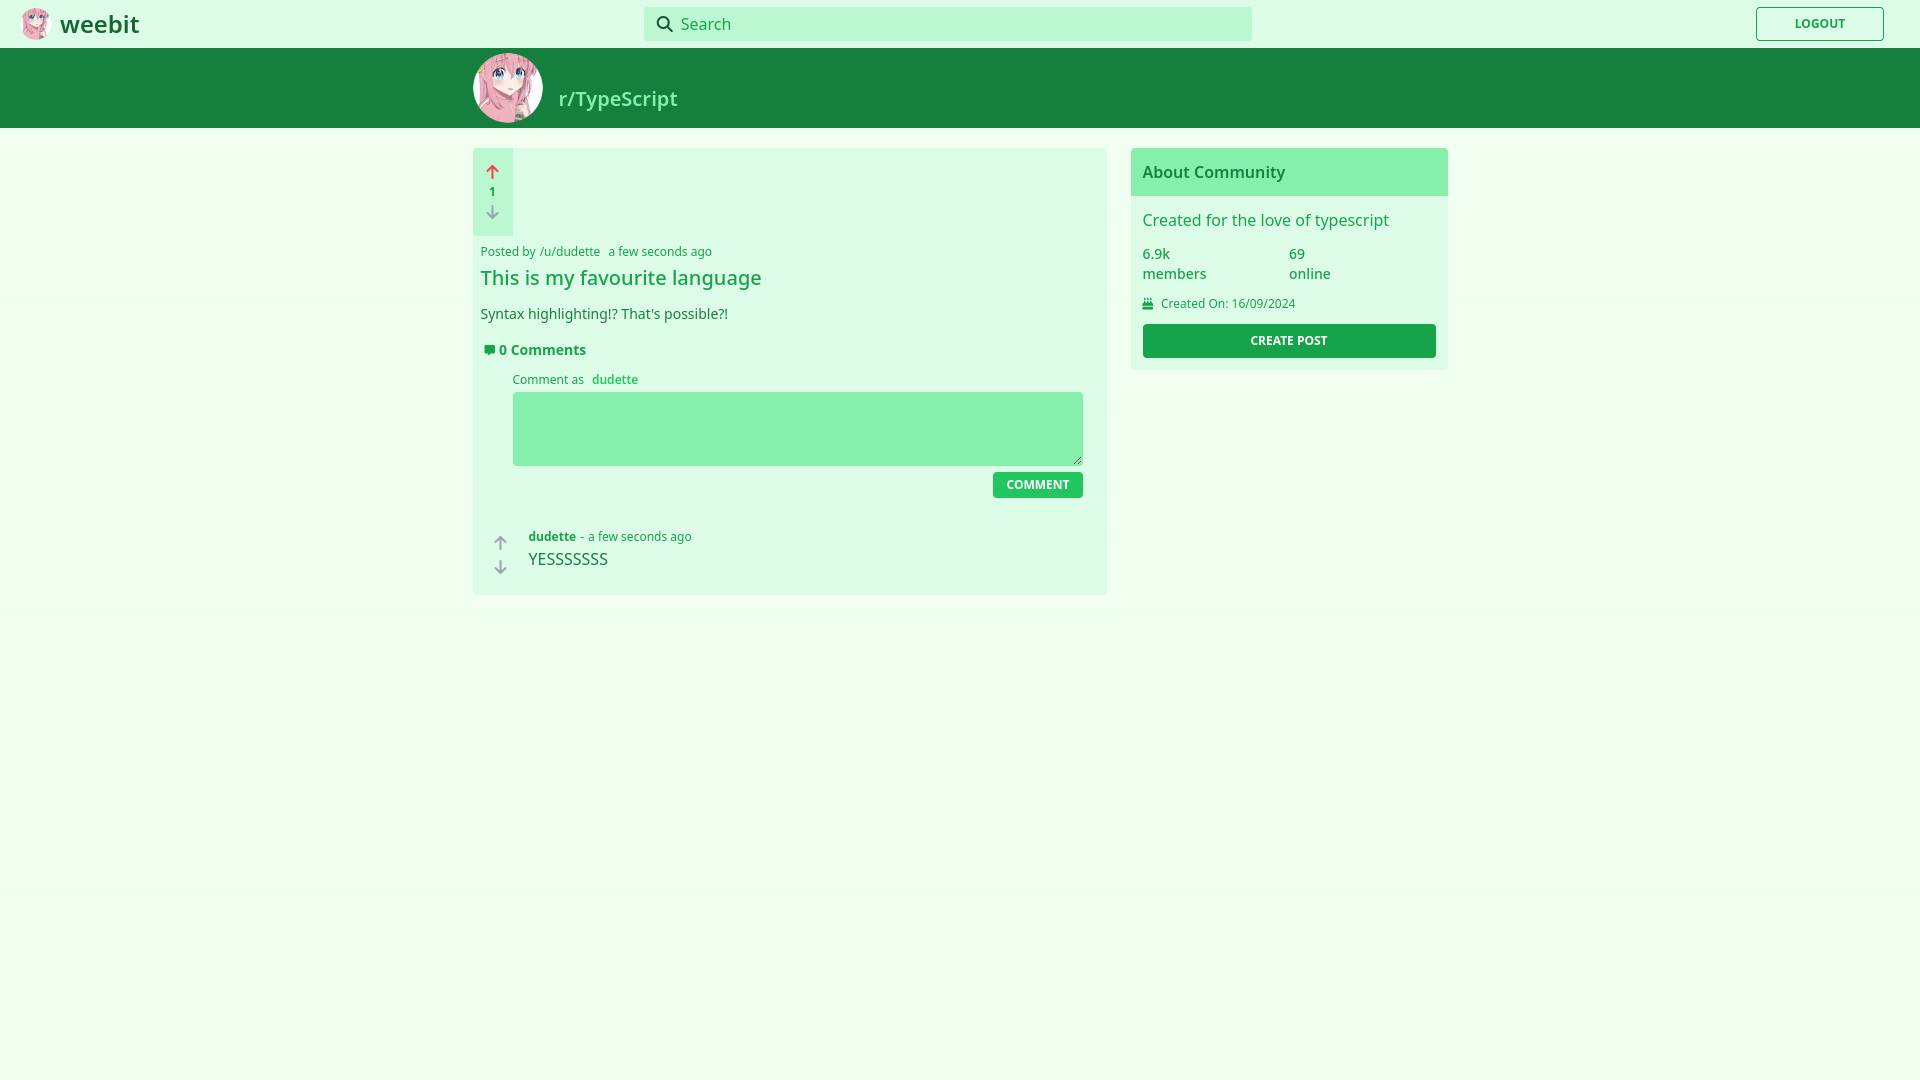 weebit
Search
LOGOUT
r/TypeScript
1
Posted by /u/dudette a few seconds ago
This is my favourite language
Syntax highlighting!? That's possible?!
0 Comments
Comment as dudette
COMMENT
dudette - a few seconds ago
YESSSSSSS
About Community
Created for the love of typescript
6.9k
members
69
online
Created On: 16/09/2024
CREATE POST